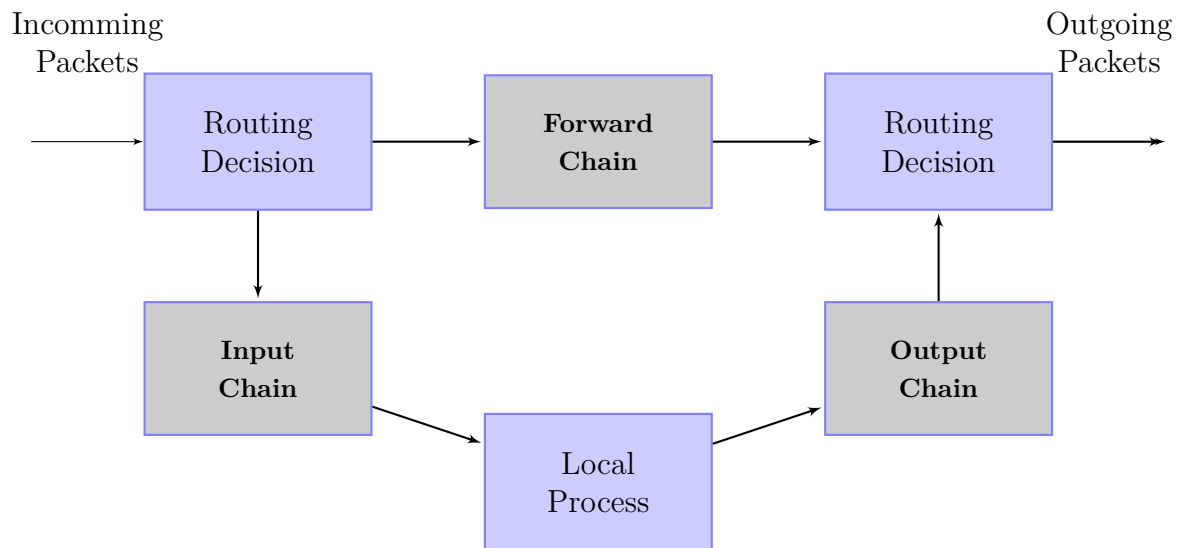 Incomming
Packets
Outgoing
Packets
Routing
Decision
Forward
Chain
Routing
Decision
Input
Chain
Output
Chain
Local
Process